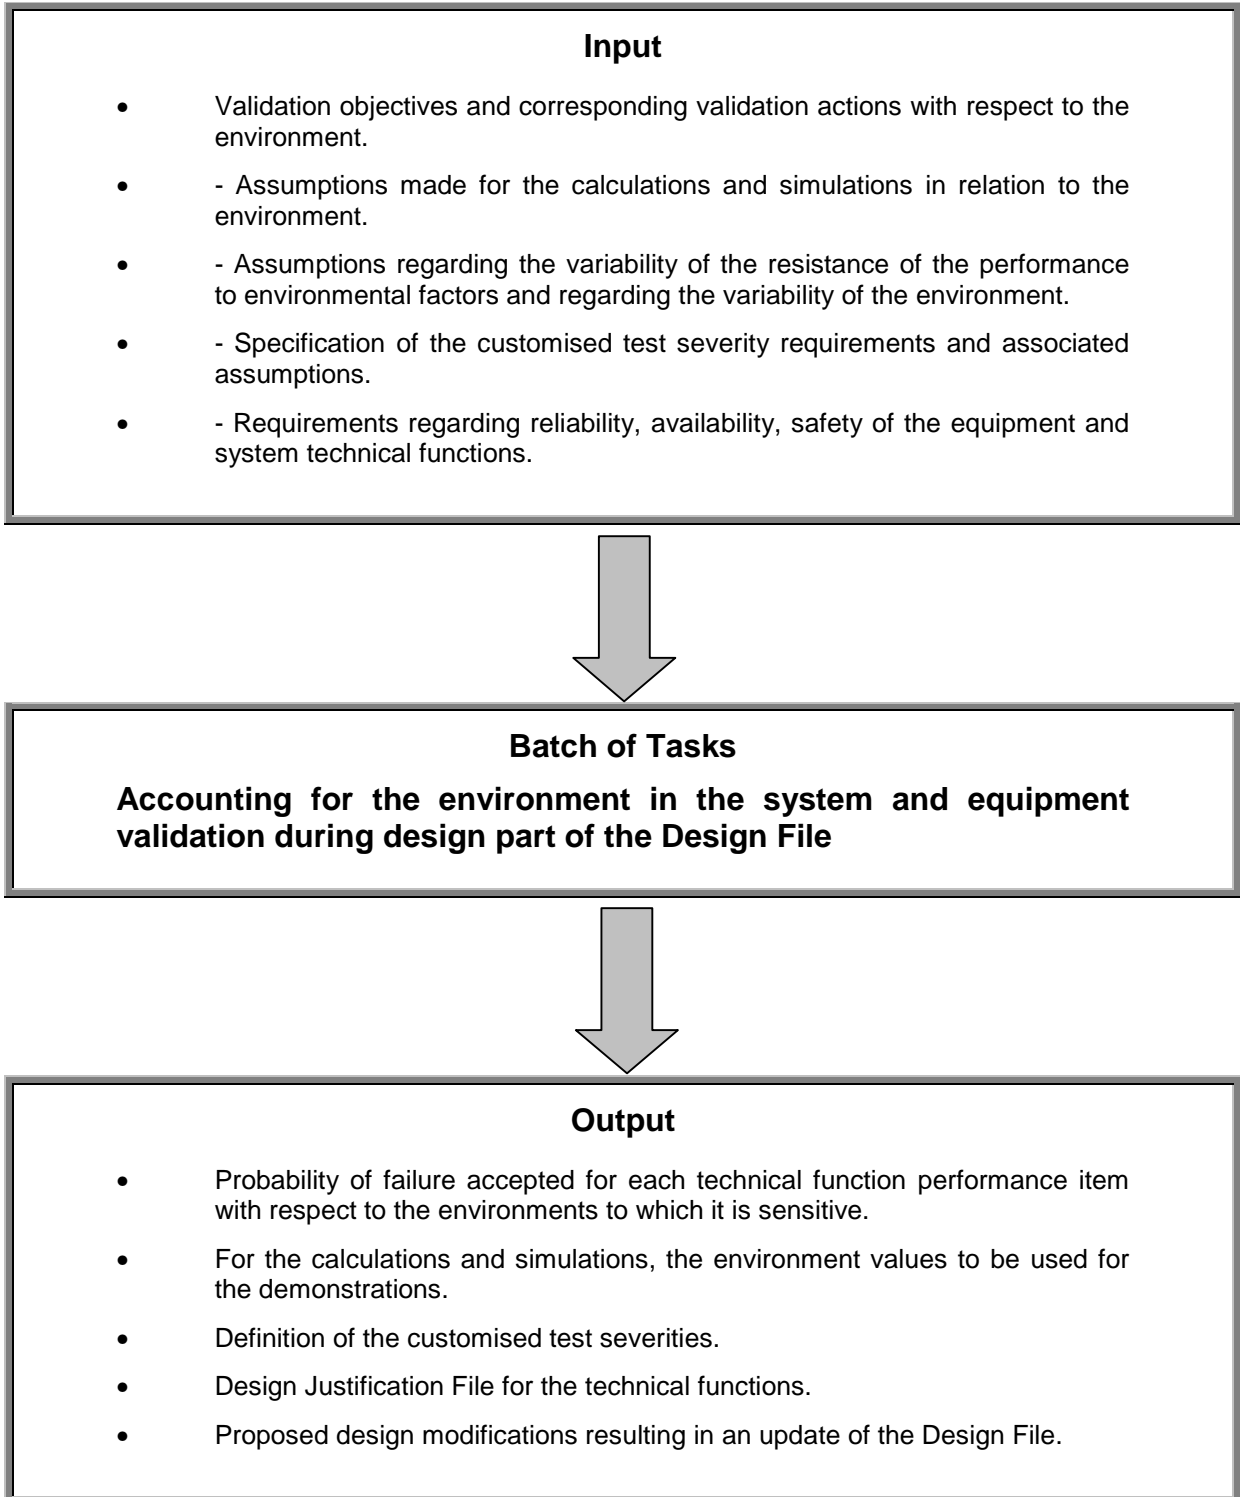 Input
• Validation objectives and corresponding validation actions with respect to the
environment.
• - Assumptions made for the calculations and simulations in relation to the
environment.
• - Assumptions regarding the variability of the resistance of the performance
to environmental factors and regarding the variability of the environment.
• - Specification of the customised test severity requirements and associated
assumptions.
• - Requirements regarding reliability, availability, safety of the equipment and
system technical functions.
Batch of Tasks
Accounting for the environment in the system and equipment
validation during design part of the Design File
Output
• Probability of failure accepted for each technical function performance item
with respect to the environments to which it is sensitive.
• For the calculations and simulations, the environment values to be used for
the demonstrations.
• Definition of the customised test severities.
• Design Justification File for the technical functions.
• Proposed design modifications resulting in an update of the Design File.